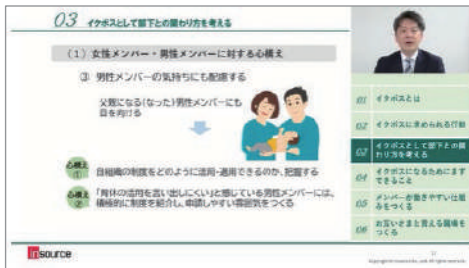 03 イクボスとして部下との関わり方を考える
（1）女性メンバー・男性メンバーに対する心構え
③ 男性メンバーの気持ちにも配慮する
父親になる（なった）男性メンバーにも
目を向ける
心構え
①
自組織の制度をどのように活用・適用できるのか、把握する
心構え
②
「育休の活用を言い出しにくい」と感じている男性メンバーには、
積極的に制度を紹介し、申請しやすい雰囲気をつくる
insource
01 イクボスとは
02 イクボスに求められる行動
03 イクボスとして部下との関
わり方を考える
04 イクボスになるためにまず
できること
05 メンバーが働きやすい仕組
みをつくる
06 お互いさまと言える職場を
つくる